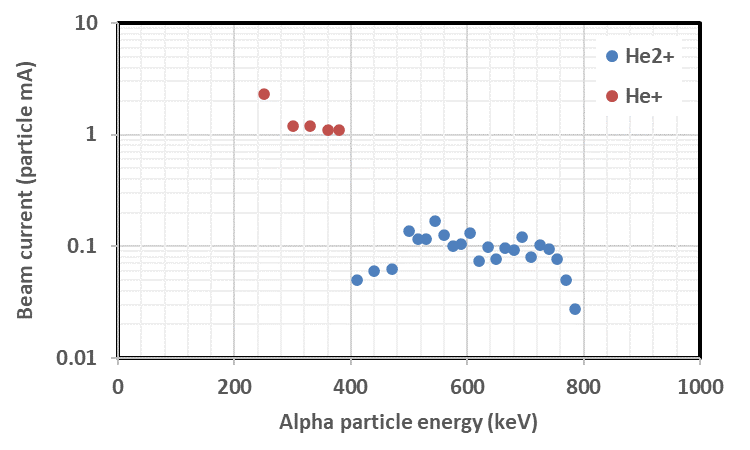 10
He2+
He+
1
0.1
0.01
0
200
400
600
800
1000
Beam current (particle mA)
Alpha particle energy (keV)